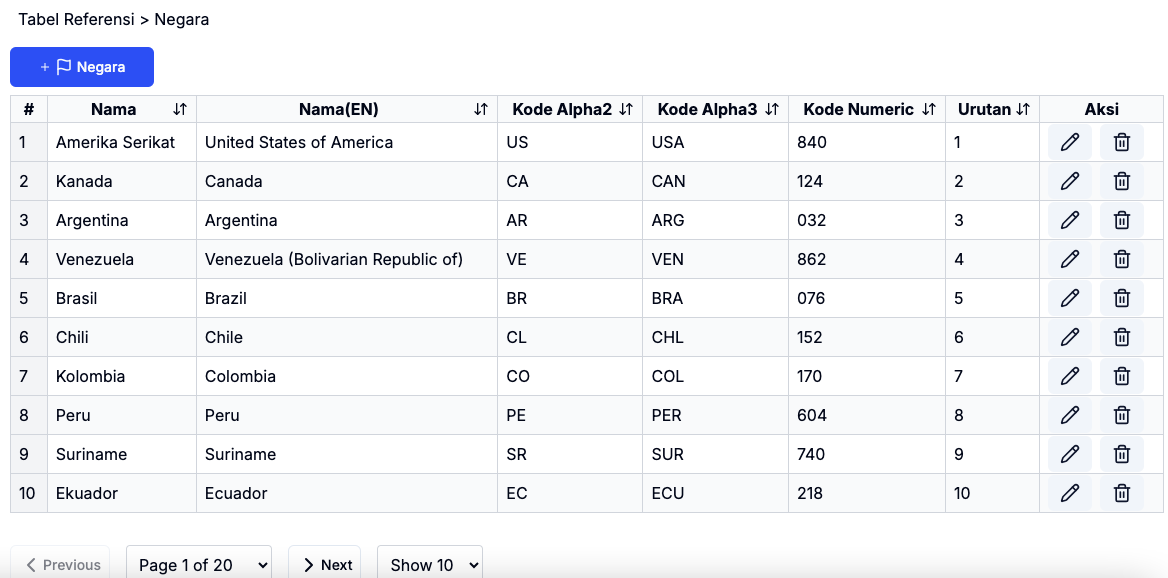 Tabel Referensi > Negara
+ Negara
# Nama Nama(EN) Kode Alpha2 Kode Alpha3 Kode Numeric Urutan Aksi
1 Amerika Serikat United States of America US USA 840 1
2 Kanada Canada CA CAN 124 2
3 Argentina Argentina AR ARG 032 3
4 Venezuela Venezuela (Bolivarian Republic of) VE VEN 862 4
5 Brasil Brazil BR BRA 076 5
6 Chili Chile CL CHL 152 6
7 Kolombia Colombia CO COL 170 7
8 Peru Peru PE PER 604 8
9 Suriname Suriname SR SUR 740 9
10 Ekuador Ecuador EC ECU 218 10
Previous Page 1 of 20 Next Show 10